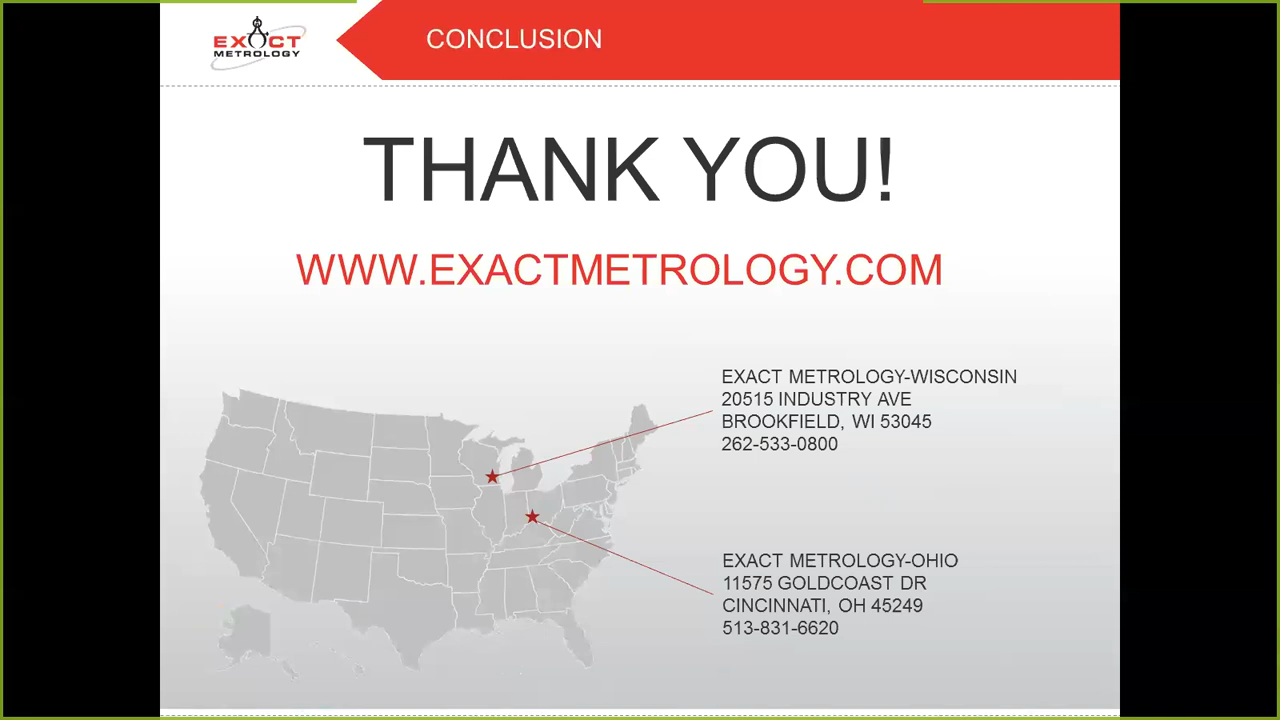 EXACT
METROLOGY
CONCLUSION
THANK YOU!
WWW.EXACTMETROLOGY.COM
EXACT METROLOGY-WISCONSIN
20515 INDUSTRY AVE
BROOKFIELD, WI 53045
262-533-0800
EXACT METROLOGY-OHIO
11575 GOLDCOAST DR
CINCINNATI, OH 45249
513-831-6620